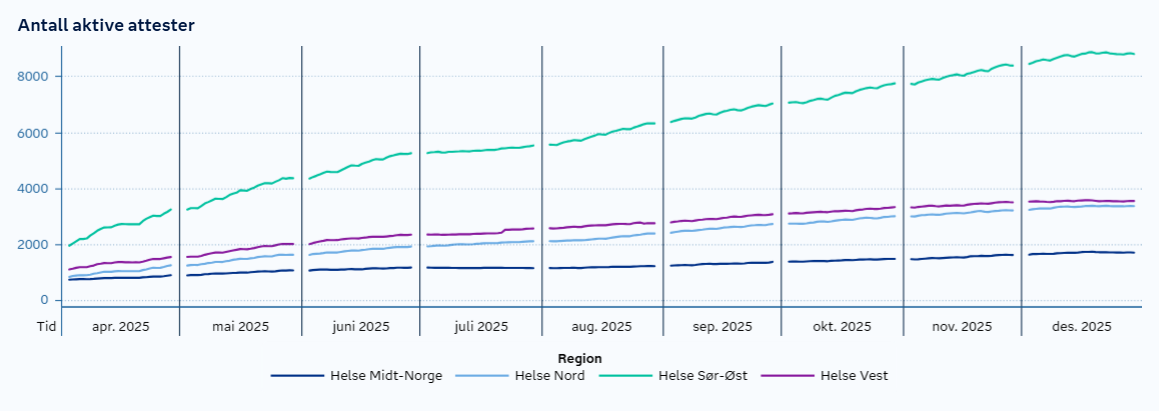 Antall aktive attester
8000
6000
4000
2000
0
Tid apr. 2025 mai 2025 juni 2025 juli 2025 aug. 2025 sep. 2025 okt. 2025 nov. 2025 des. 2025
Region
Helse Midt-Norge Helse Nord Helse Sør-Øst Helse Vest